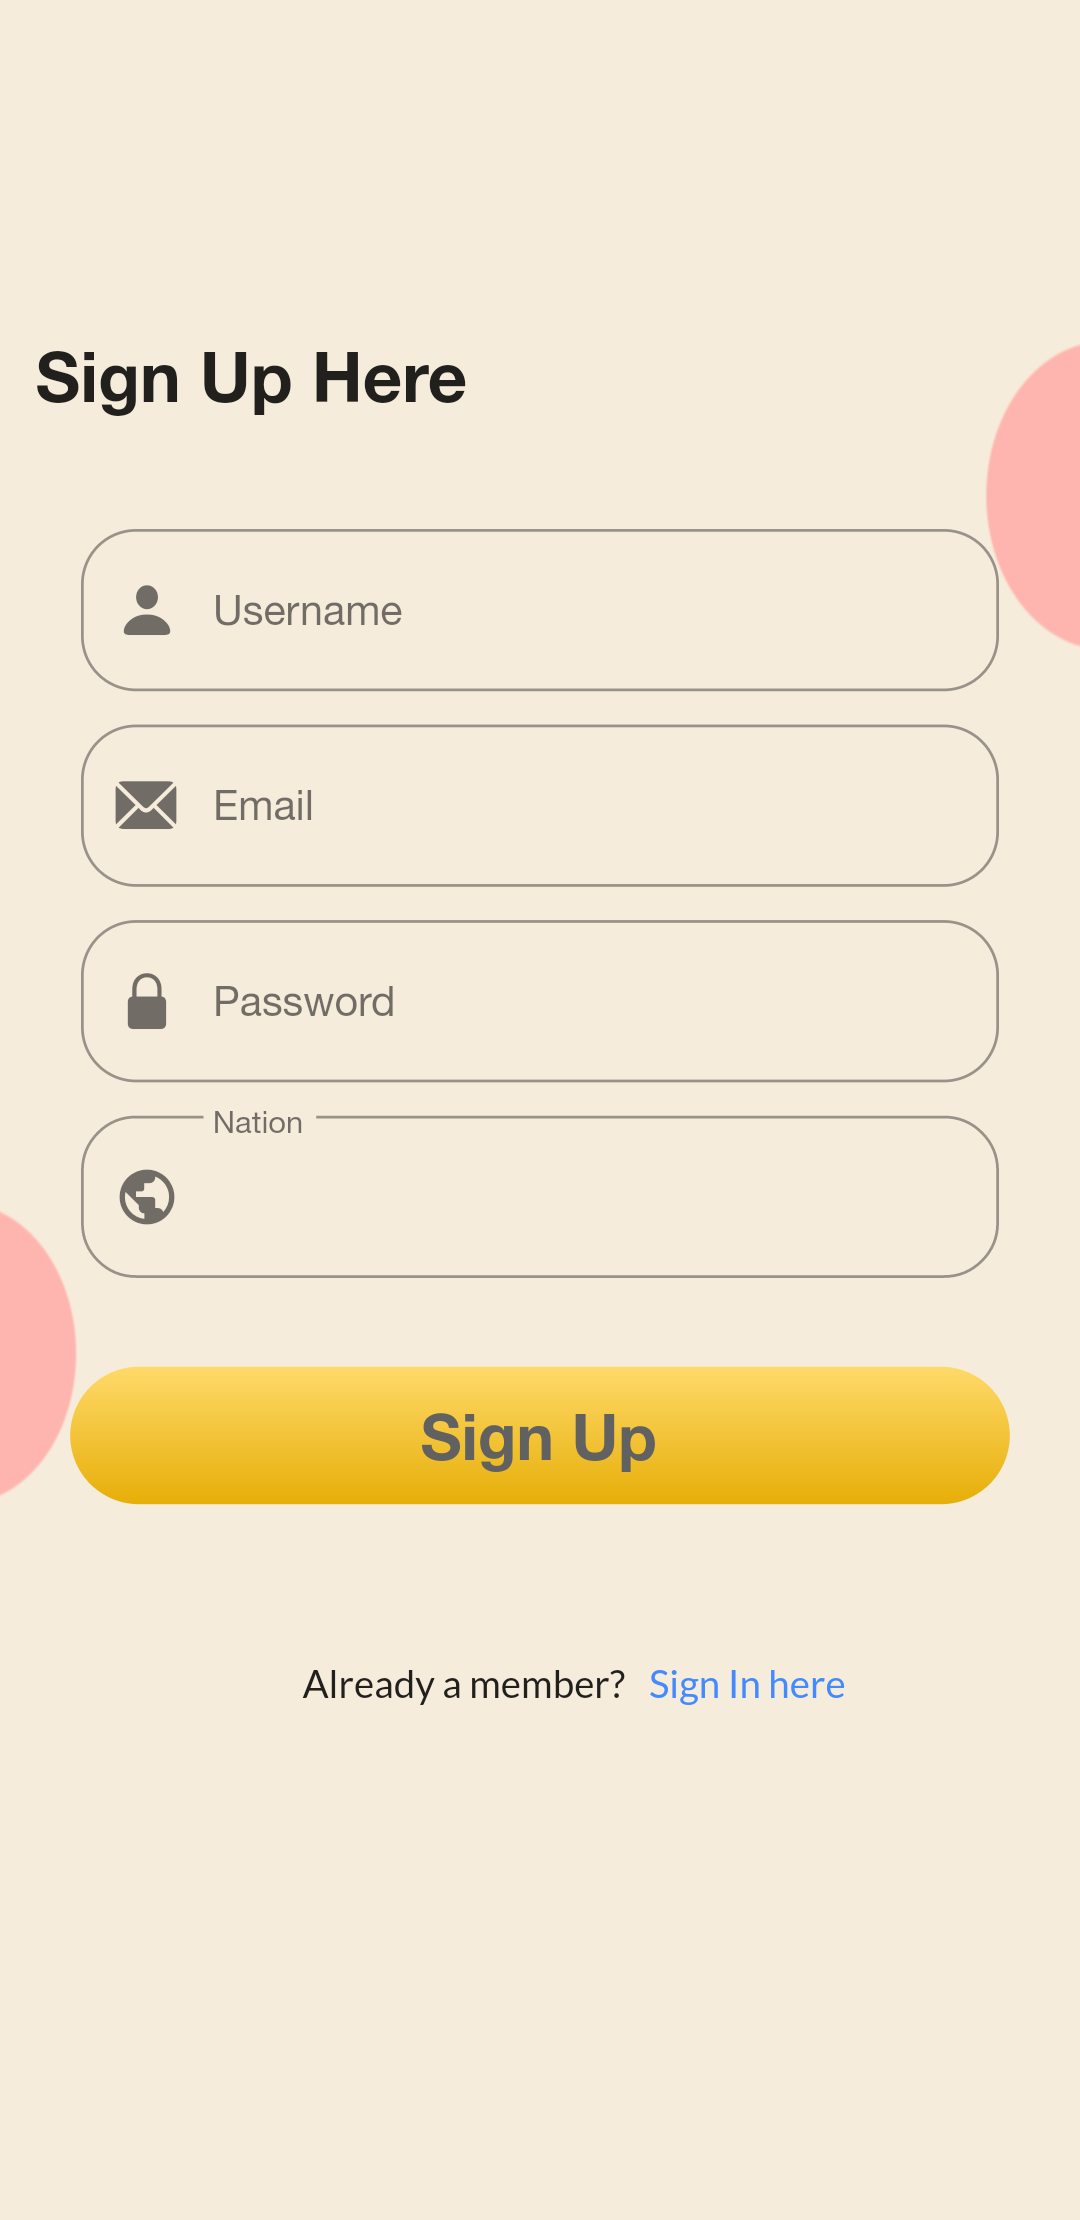 Sign Up Here
Username
Email
Password
Nation
Sign Up
Already a member? Sign In here